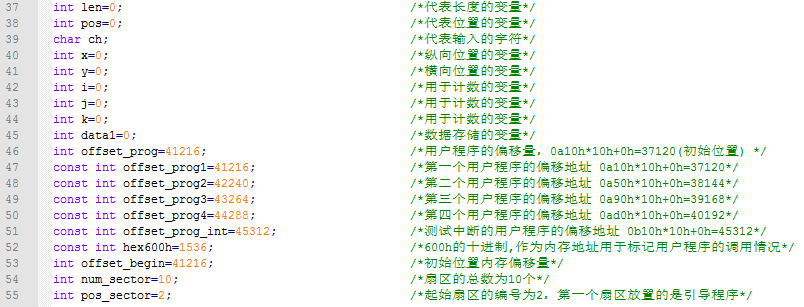 37 int len=0; /*代表长度的变量*/
38 int pos=0; /*代表位置的变量*/
39 char ch; /*代表输入的字符*/
40 int x=0; /*纵向位置的变量*/
41 int y=0; /*横向位置的变量*/
42 int i=0; /*用于计数的变量*/
43 int j=0; /*用于计数的变量*/
44 int k=0; /*用于计数的变量*/
45 int data1=0; /*数据存储的变量*/
46 int offset_prog=41216; /*用户程序的偏移量，0a10h*10h+0h=37120(初始位置) */
47 const int offset_prog1=41216; /*第一个用户程序的偏移地址 0a10h*10h+0h=37120*/
48 const int offset_prog2=42240; /*第二个用户程序的偏移地址 0a50h*10h+0h=38144*/
49 const int offset_prog3=43264; /*第三个用户程序的偏移地址 0a90h*10h+0h=39168*/
50 const int offset_prog4=44288; /*第四个用户程序的偏移地址 0ad0h*10h+0h=40192*/
51 const int offset_prog_int=45312; /*测试中断的用户程序的偏移地址 0b10h*10h+0h=45312*/
52 const int hex600h=1536; /*600h的十进制,作为内存地址用于标记用户程序的调用情况*/
53 int offset_begin=41216; /*初始位置内存偏移量*/
54 int num_sector=10; /*扇区的总数为10个*/
55 int pos_sector=2; /*起始扇区的编号为2，第一个扇区放置的是引导程序*/